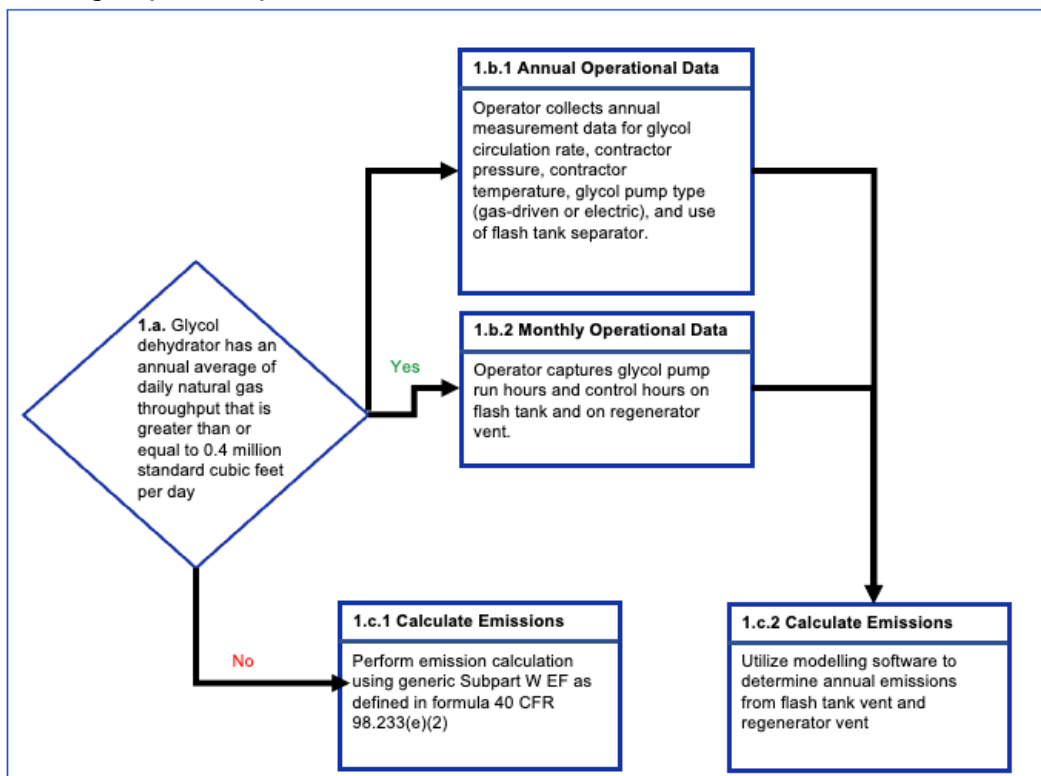 1.b.1 Annual Operational Data
Operator collects annual
measurement data for glycol
circulation rate, contractor
pressure, contractor
temperature, glycol pump type
(gas-driven or electric), and use
of flash tank separator.
1.a. Glycol
dehydrator has an
annual average of
daily natural gas
throughput that is
greater than or
equal to 0.4 million
standard cubic feet
per day
Yes
1.b.2 Monthly Operational Data
Operator captures glycol pump
run hours and control hours on
flash tank and on regenerator
vent.
No
1.c.1 Calculate Emissions
Perform emission calculation
using generic Subpart W EF as
defined in formula 40 CFR
98.233(e)(2)
1.c.2 Calculate Emissions
Utilize modelling software to
determine annual emissions
from flash tank vent and
regenerator vent